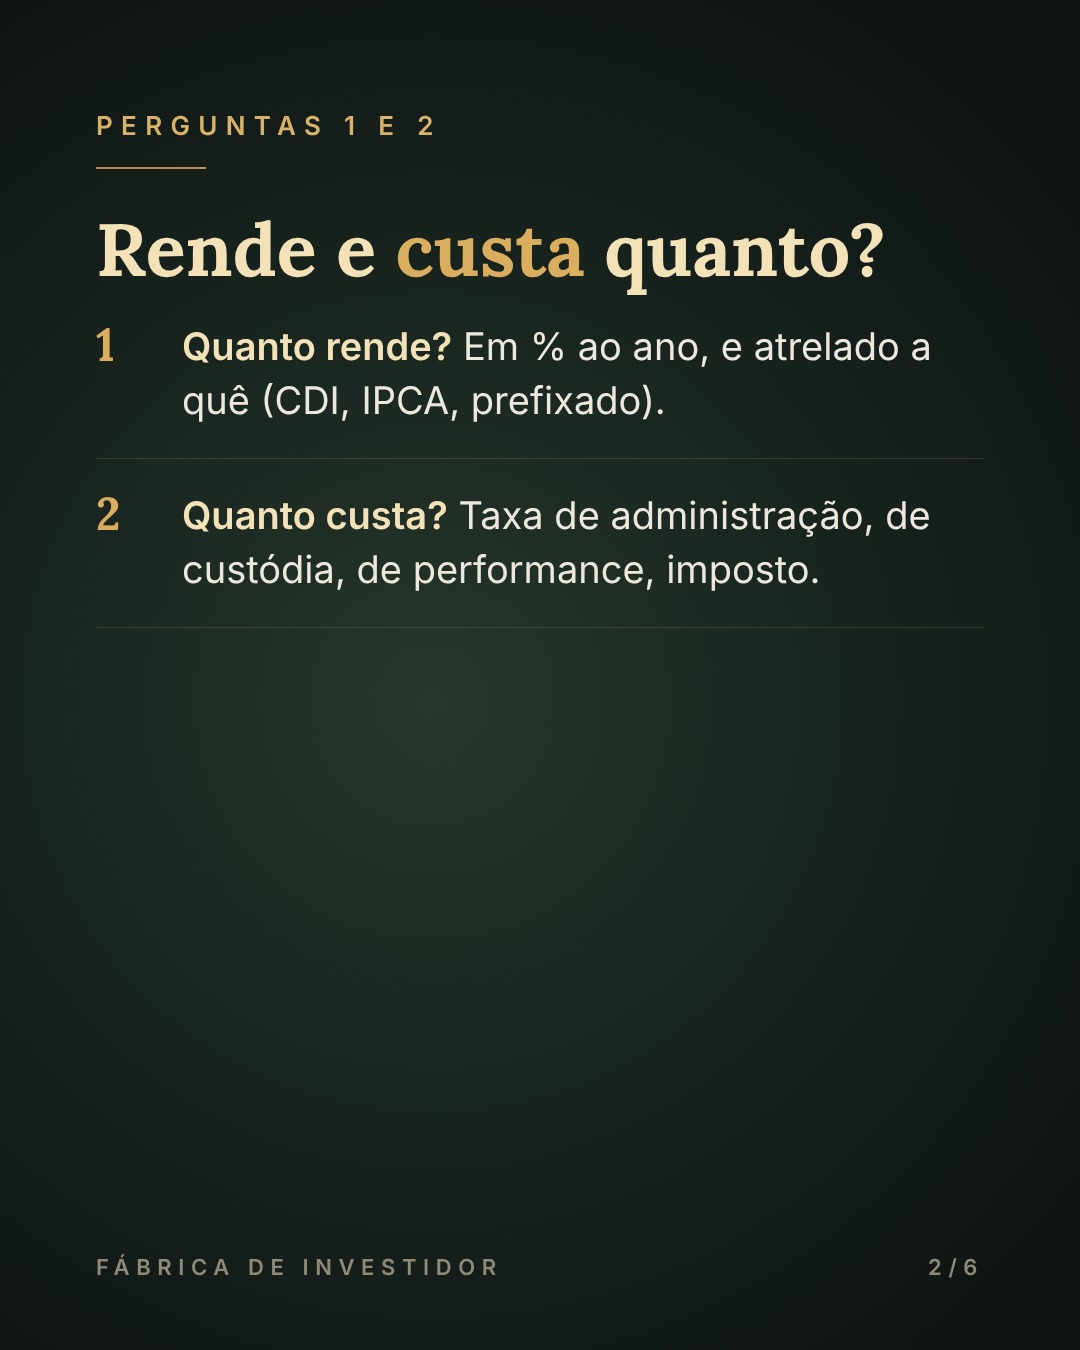 PERGUNTAS 1 E 2
Rende e custa quanto?
1 Quanto rende? Em % ao ano, e atrelado a
quê (CDI, IPCA, prefixado).
2 Quanto custa? Taxa de administração, de
custódia, de performance, imposto.
FÁBRICA DE INVESTIDOR 2/6